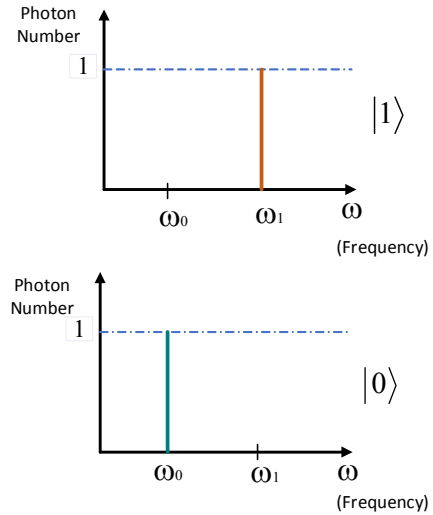 Photon
Number
1
|1⟩
ω₀
ω₁
ω
(Frequency)
Photon
Number
1
|0⟩
ω₀
ω₁
ω
(Frequency)